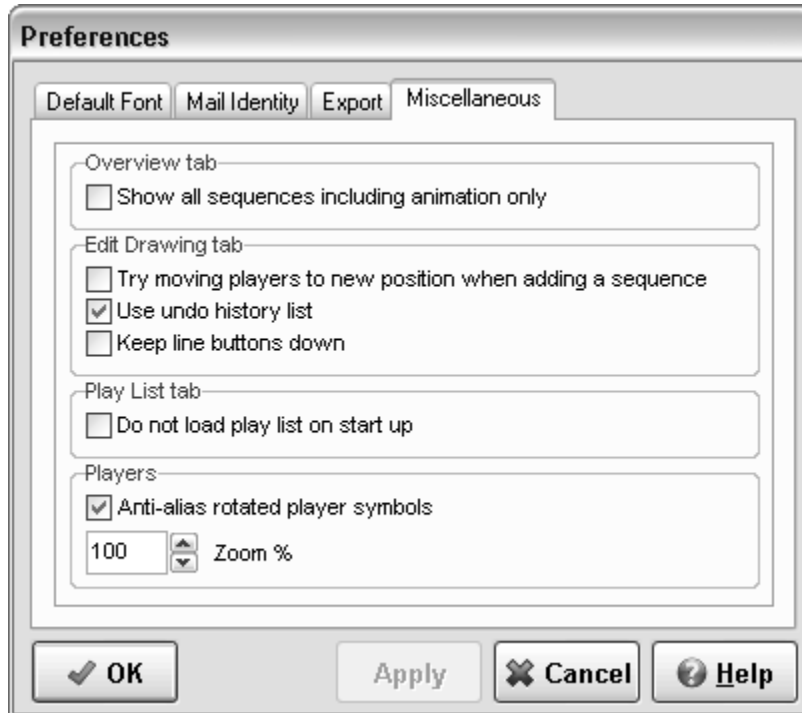 Preferences
Default Font Mail Identity Export Miscellaneous
Overview tab
Show all sequences including animation only
Edit Drawing tab
Try moving players to new position when adding a sequence
Use undo history list
Keep line buttons down
Play List tab
Do not load play list on start up
Players
Anti-alias rotated player symbols
100 Zoom %
OK Apply Cancel Help